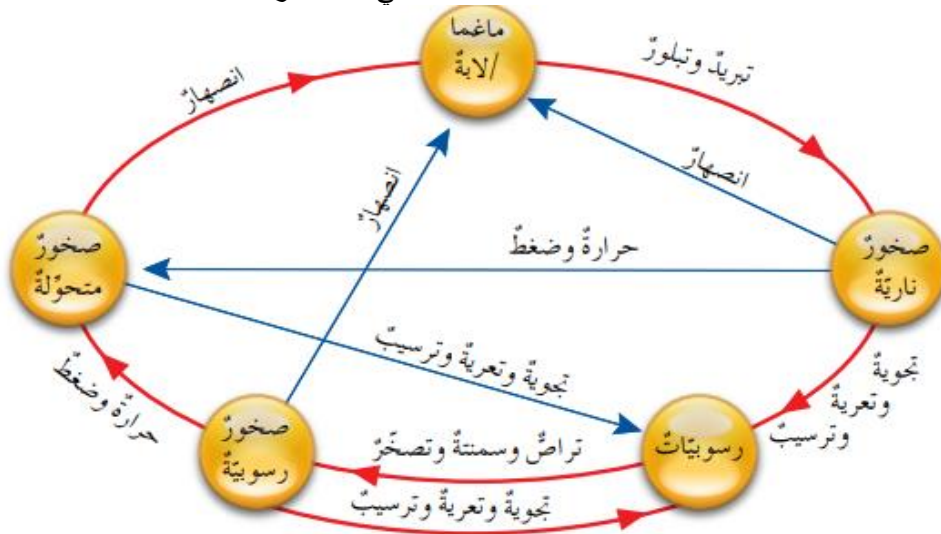 ماغما
/لابةٌ
تبريدٌ وتبلورٌ
انصهارٌ
انصهارٌ
انصهارٌ
صخورٌ
ناريّةٌ
حرارةٌ وضغطٌ
صخورٌ
متحوِّلةٌ
تجويةٌ
وتعريةٌ
وترسيبٌ
تجويةٌ وتعريةٌ وترسيبٌ
حرارةٌ وضغطٌ
رسوبيّاتٌ
تراصٌّ وسمنتةٌ وتصخّرٌ
صخورٌ
رسوبيّةٌ
تجويةٌ وتعريةٌ وترسيبٌ